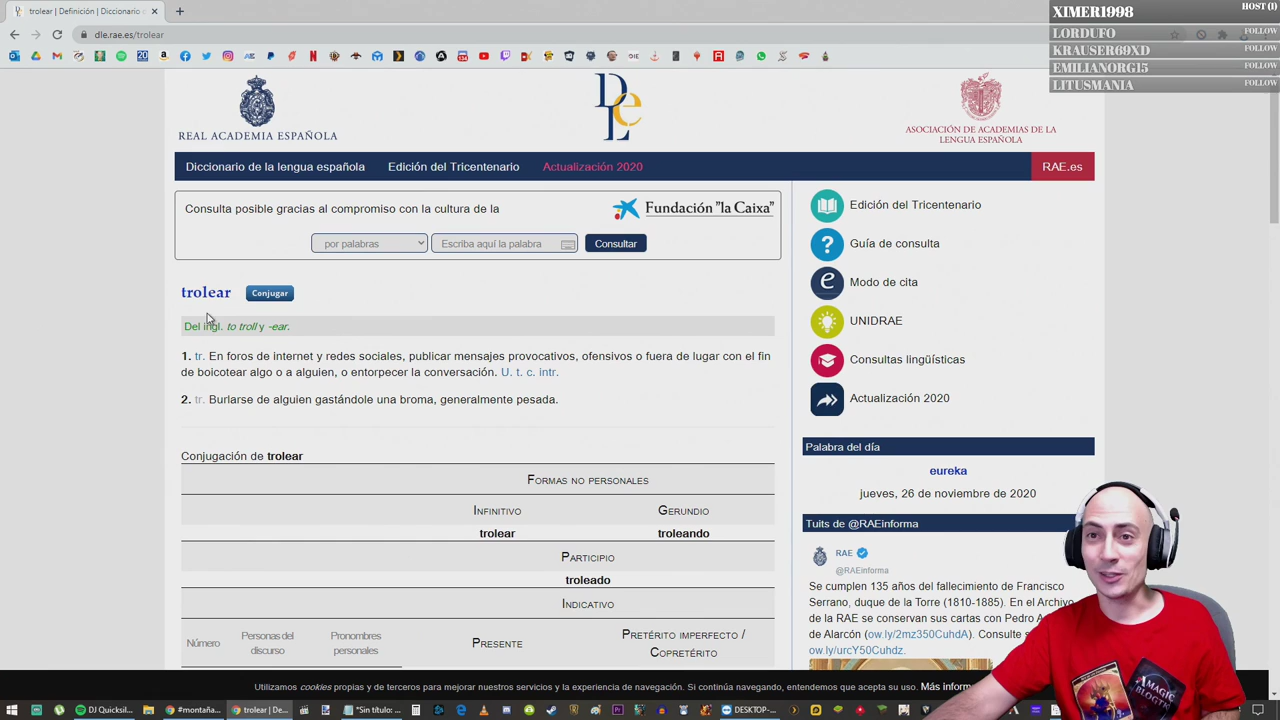 trolear | Definición | Diccionario
XIMER1998 HOST (1)
dle.rae.es/trolear
LORDUFO FOLLOW
KRAUSER69XD FOLLOW
EMILIANORG15 FOLLOW
LITUSMANIA FOLLOW
REAL ACADEMIA ESPAÑOLA
DLE
ASOCIACIÓN DE ACADEMIAS DE LA
LENGUA ESPAÑOLA
Diccionario de la lengua española Edición del Tricentenario Actualización 2020 RAE.es
Consulta posible gracias al compromiso con la cultura de la Fundación "la Caixa"
por palabras Escriba aquí la palabra Consultar
trolear Conjugar
Del ingl. to troll y -ear.
1. tr. En foros de internet y redes sociales, publicar mensajes provocativos, ofensivos o fuera de lugar con el fin
de boicotear algo o a alguien, o entorpecer la conversación. U. t. c. intr.
2. tr. Burlarse de alguien gastándole una broma, generalmente pesada.
Conjugación de trolear
FORMAS NO PERSONALES
INFINITIVO GERUNDIO
trolear troleando
PARTICIPIO
troleado
INDICATIVO
Número Personas del discurso Pronombres personales PRESENTE PRETÉRITO IMPERFECTO / COPRETÉRITO
Edición del Tricentenario
Guía de consulta
Modo de cita
UNIDRAE
Consultas lingüísticas
Actualización 2020
Palabra del día
eureka
jueves, 26 de noviembre de 2020
Tuits de @RAEinforma
RAE
@RAEinforma
Se cumplen 135 años del fallecimiento de Francisco
Serrano, duque de la Torre (1810-1885). En el Archivo
de la RAE se conservan sus cartas con Pedro A
de Alarcón (ow.ly/2mz350CuhdA). Consulte
ow.ly/urcY50Cuhdz.
Utilizamos cookies propias y de terceros para mejorar nuestros servicios y la experiencia de navegación. Si continúa navegando, entendemos que acepta su uso. Más inform
DJ Quicksil... #montaña... trolear | De... *Sin título: ... DESKTOP-...